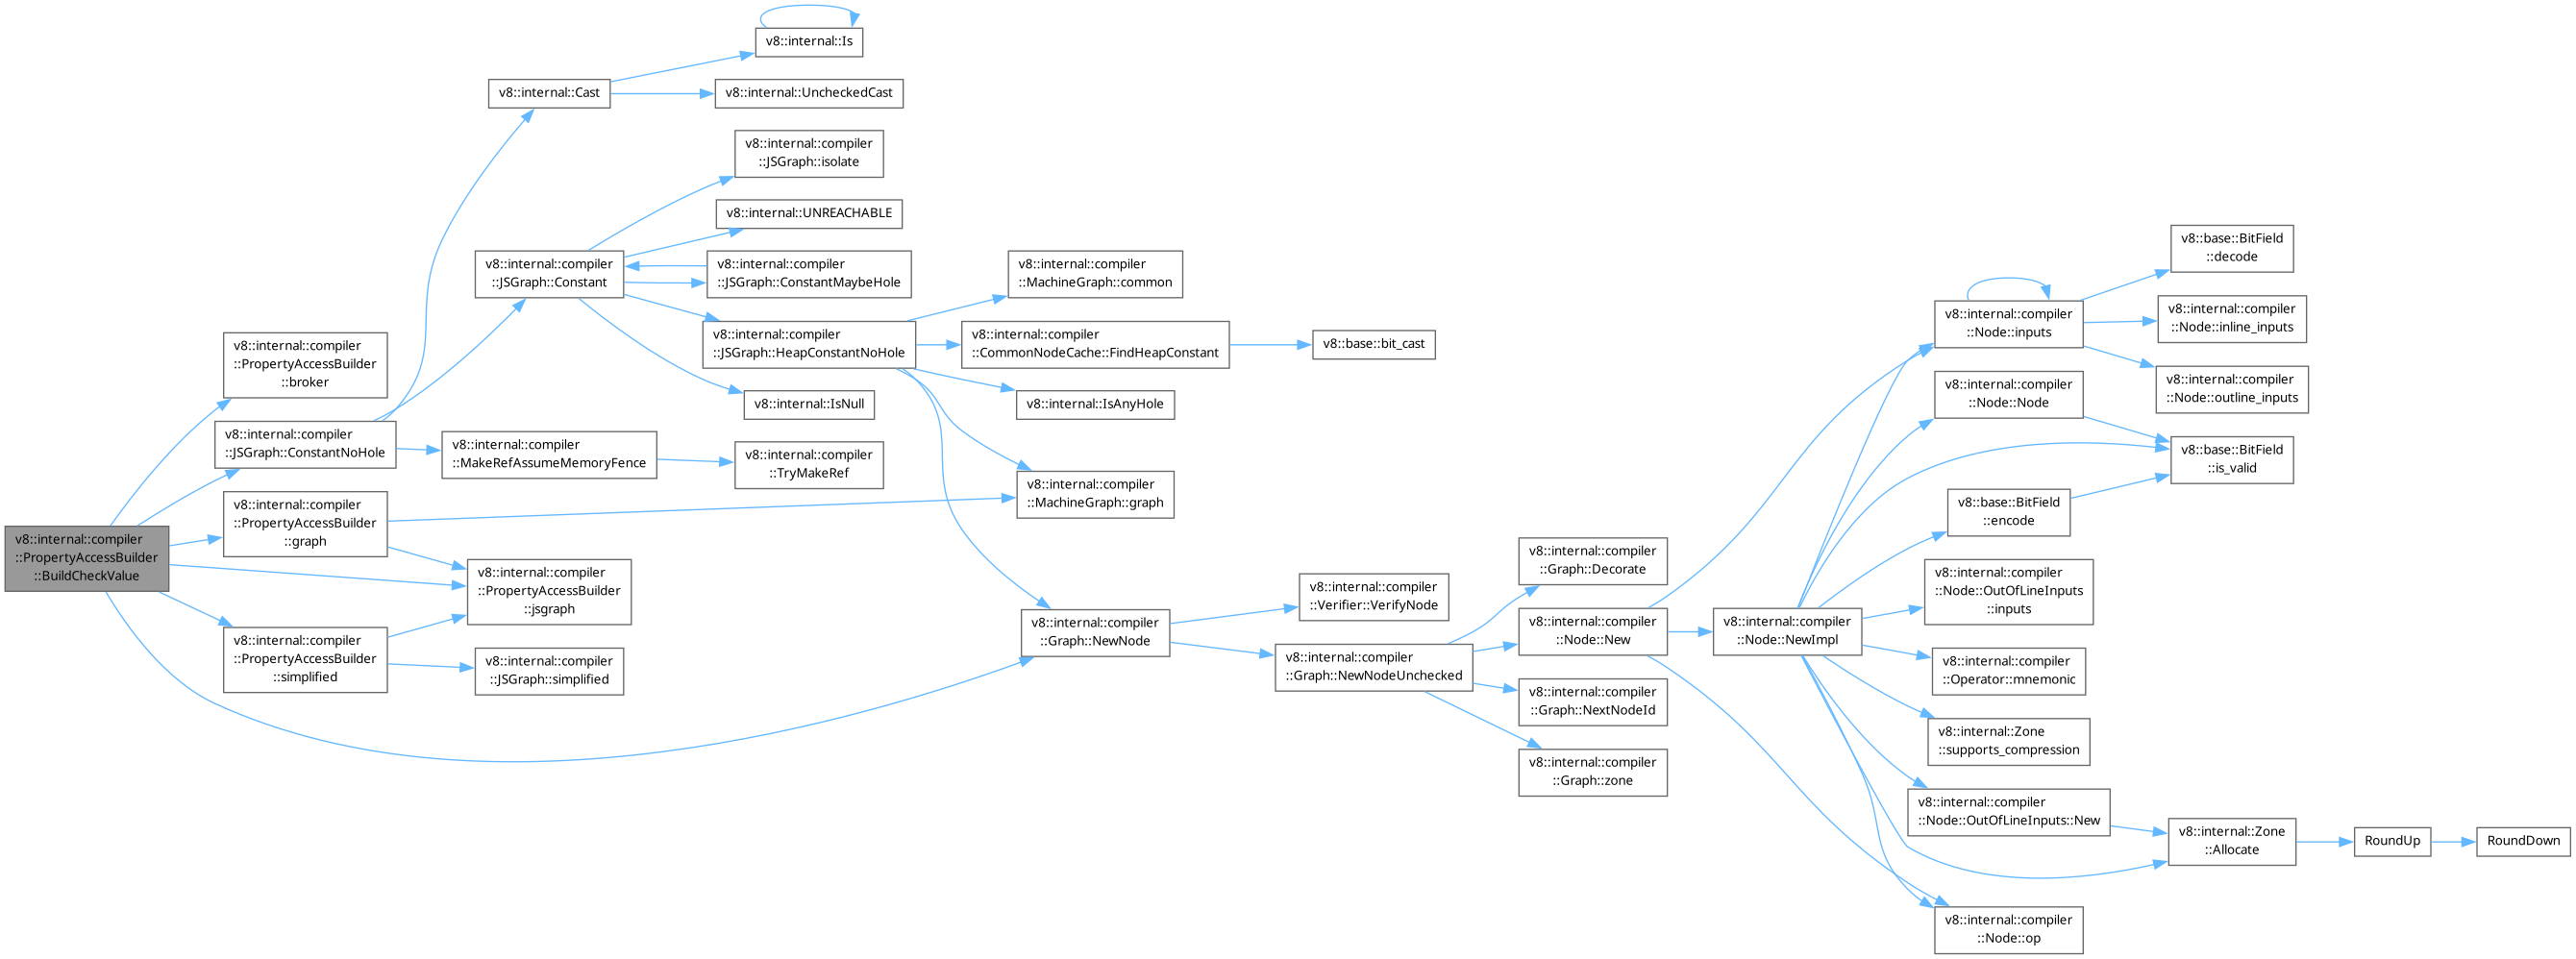 v8::internal::compiler
::PropertyAccessBuilder
::BuildCheckValue
v8::internal::compiler
::PropertyAccessBuilder
::broker
v8::internal::compiler
::JSGraph::ConstantNoHole
v8::internal::compiler
::PropertyAccessBuilder
::graph
v8::internal::compiler
::PropertyAccessBuilder
::simplified
v8::internal::Cast
v8::internal::compiler
::JSGraph::Constant
v8::internal::compiler
::MakeRefAssumeMemoryFence
v8::internal::compiler
::PropertyAccessBuilder
::jsgraph
v8::internal::compiler
::JSGraph::simplified
v8::internal::Is
v8::internal::UncheckedCast
v8::internal::compiler
::JSGraph::isolate
v8::internal::UNREACHABLE
v8::internal::compiler
::JSGraph::ConstantMaybeHole
v8::internal::compiler
::JSGraph::HeapConstantNoHole
v8::internal::IsNull
v8::internal::compiler
::TryMakeRef
v8::internal::compiler
::MachineGraph::common
v8::internal::compiler
::CommonNodeCache::FindHeapConstant
v8::internal::IsAnyHole
v8::internal::compiler
::MachineGraph::graph
v8::internal::compiler
::Graph::NewNode
v8::base::bit_cast
v8::internal::compiler
::Verifier::VerifyNode
v8::internal::compiler
::Graph::NewNodeUnchecked
v8::internal::compiler
::Graph::Decorate
v8::internal::compiler
::Node::New
v8::internal::compiler
::Graph::NextNodeId
v8::internal::compiler
::Graph::zone
v8::internal::compiler
::Node::NewImpl
v8::internal::compiler
::Node::inputs
v8::internal::compiler
::Node::Node
v8::base::BitField
::encode
v8::internal::compiler
::Node::OutOfLineInputs
::inputs
v8::internal::compiler
::Operator::mnemonic
v8::internal::Zone
::supports_compression
v8::internal::compiler
::Node::OutOfLineInputs::New
v8::internal::compiler
::Node::op
v8::base::BitField
::decode
v8::internal::compiler
::Node::inline_inputs
v8::internal::compiler
::Node::outline_inputs
v8::base::BitField
::is_valid
v8::internal::Zone
::Allocate
RoundUp
RoundDown